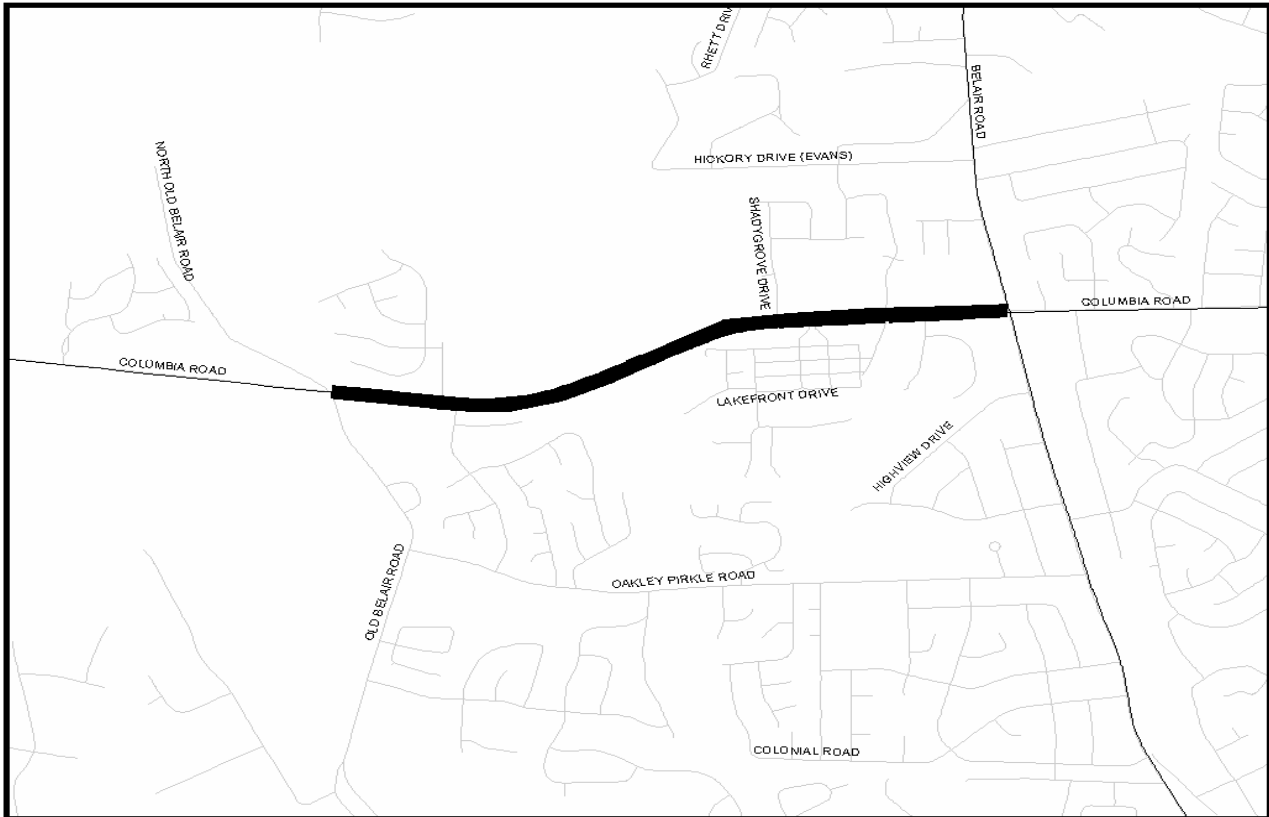 RHETT DRIV
BELAIR ROAD
HICKORY DRIVE (EVANS)
NORTH OLD BELAIR ROAD
SHADYGROVE DRIVE
COLUMBIA ROAD
COLUMBIA ROAD
LAKEFRONT DRIVE
HIGHVIEW DRIVE
OAKLEY PIRKLE ROAD
OLD BELAIR ROAD
COLONIAL ROAD